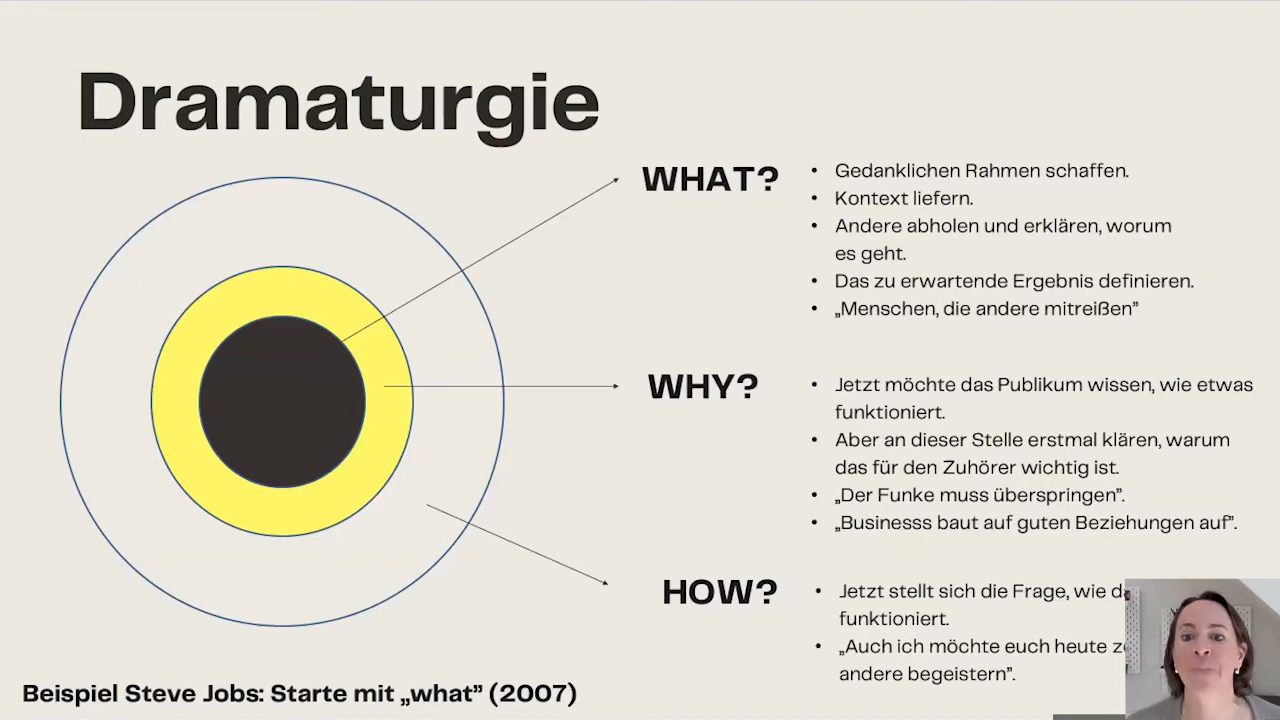 Dramaturgie
WHAT?
• Gedanklichen Rahmen schaffen.
• Kontext liefern.
• Andere abholen und erklären, worum
es geht.
• Das zu erwartende Ergebnis definieren.
• „Menschen, die andere mitreißen”
WHY?
• Jetzt möchte das Publikum wissen, wie etwas
funktioniert.
• Aber an dieser Stelle erstmal klären, warum
das für den Zuhörer wichtig ist.
• „Der Funke muss überspringen”.
• „Businesss baut auf guten Beziehungen auf”.
HOW?
• Jetzt stellt sich die Frage, wie
funktioniert.
• „Auch ich möchte euch heute
andere begeistern”.
Beispiel Steve Jobs: Starte mit „what” (2007)